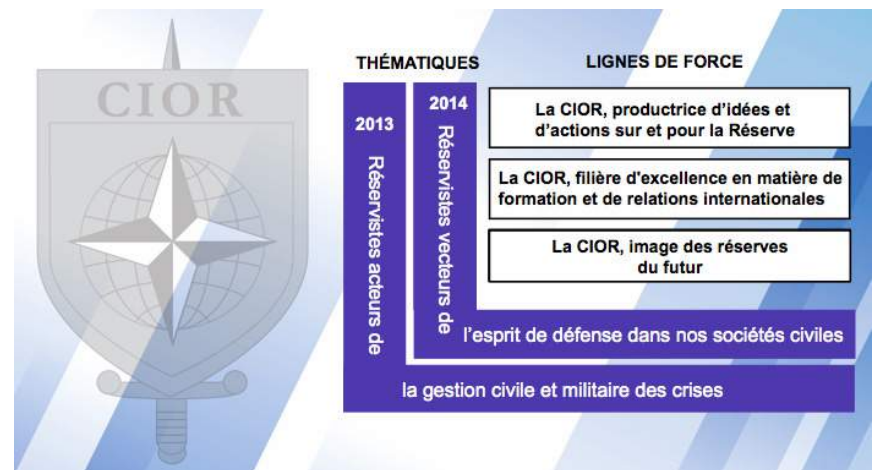 CIOR
THÉMATIQUES
LIGNES DE FORCE
2013
Réservistes acteurs de
la gestion civile et militaire des crises
2014
Réservistes vecteurs de
l’esprit de défense dans nos sociétés civiles
La CIOR, productrice d’idées et
d’actions sur et pour la Réserve
La CIOR, filière d'excellence en matière de
formation et de relations internationales
La CIOR, image des réserves
du futur